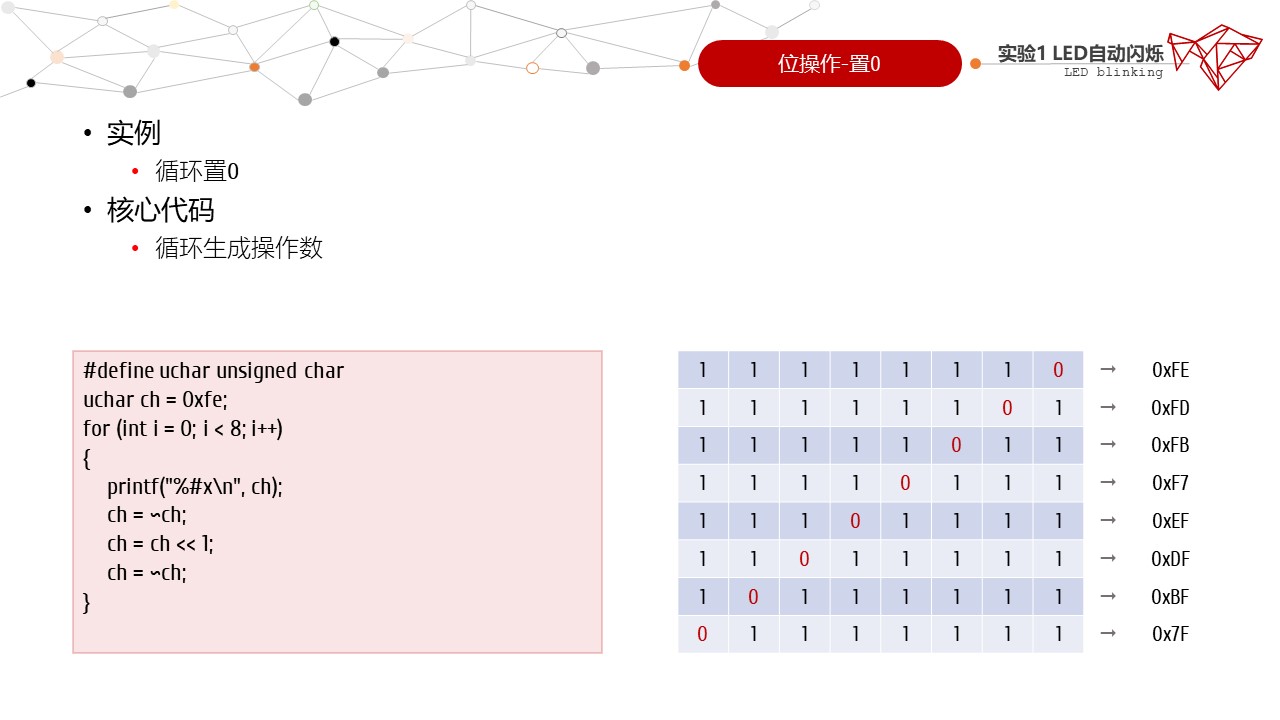 位操作-置0
实验1 LED自动闪烁
LED blinking
• 实例
• 循环置0
• 核心代码
• 循环生成操作数
#define uchar unsigned char
uchar ch = 0xfe;
for (int i = 0; i < 8; i++)
{
    printf("%#x\n", ch);
    ch = ~ch;
    ch = ch << 1;
    ch = ~ch;
}
1 1 1 1 1 1 1 0 → 0xFE
1 1 1 1 1 1 0 1 → 0xFD
1 1 1 1 1 0 1 1 → 0xFB
1 1 1 1 0 1 1 1 → 0xF7
1 1 1 0 1 1 1 1 → 0xEF
1 1 0 1 1 1 1 1 → 0xDF
1 0 1 1 1 1 1 1 → 0xBF
0 1 1 1 1 1 1 1 → 0x7F